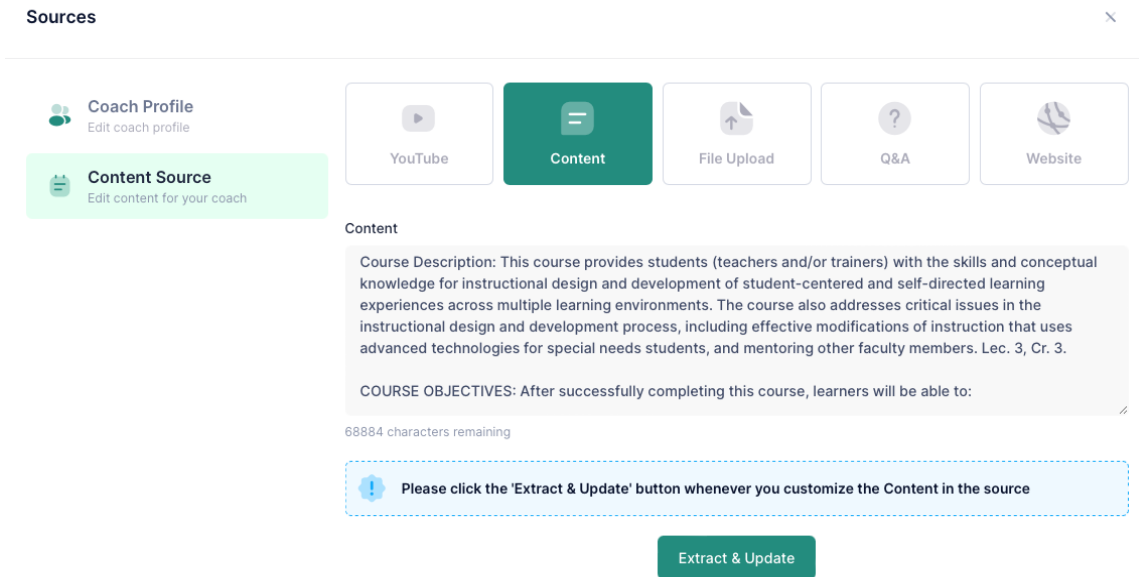 Sources
Coach Profile
Edit coach profile
Content Source
Edit content for your coach
YouTube
Content
File Upload
Q&A
Website
Content
Course Description: This course provides students (teachers and/or trainers) with the skills and conceptual
knowledge for instructional design and development of student-centered and self-directed learning
experiences across multiple learning environments. The course also addresses critical issues in the
instructional design and development process, including effective modifications of instruction that uses
advanced technologies for special needs students, and mentoring other faculty members. Lec. 3, Cr. 3.
COURSE OBJECTIVES: After successfully completing this course, learners will be able to:
68884 characters remaining
Please click the 'Extract & Update' button whenever you customize the Content in the source
Extract & Update